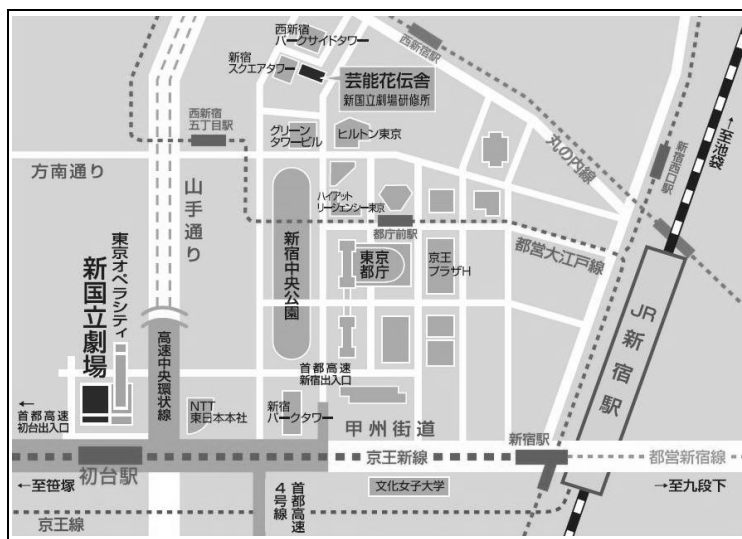 西新宿
パークサイドタワー
新宿
スクエアタワー
芸能花伝舎
新国立劇場研修所
西新宿駅
西新宿
五丁目駅
グリーン
タワービル
ヒルトン東京
丸の内線
新宿西口駅
←至池袋
方南通り
山手通り
ハイアット
リージェンシー東京
都庁前駅
都営大江戸線
新宿中央公園
東京
都庁
京王
プラザH
東京オペラシティ
新国立劇場
JR新宿駅
高速中央環状線
首都高速
新宿出入口
←
首都高速
初台出入口
NTT
東日本本社
新宿
パークタワー
甲州街道
新宿駅
初台駅
京王新線
都営新宿線
←至笹塚
首都高速
4号線
文化女子大学
→至九段下
京王線